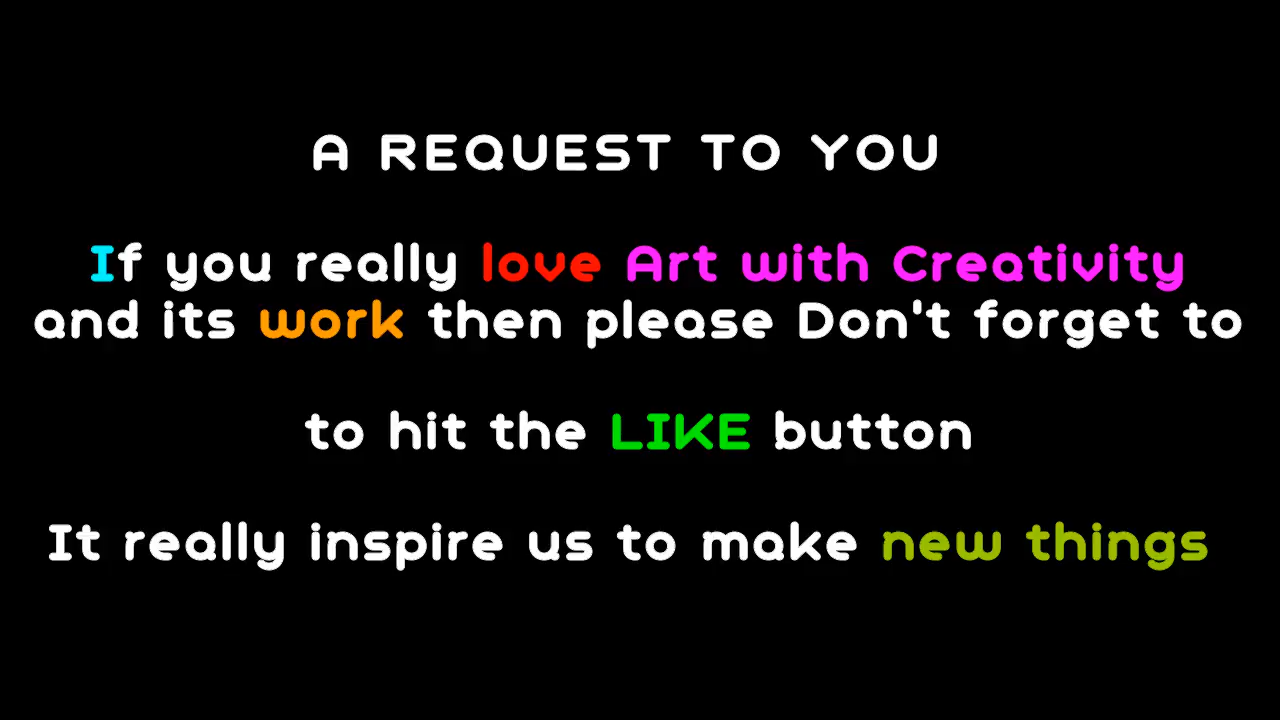 A REQUEST TO YOU
If you really love Art with Creativity
and its work then please Don't forget to
to hit the LIKE button
It really inspire us to make new things